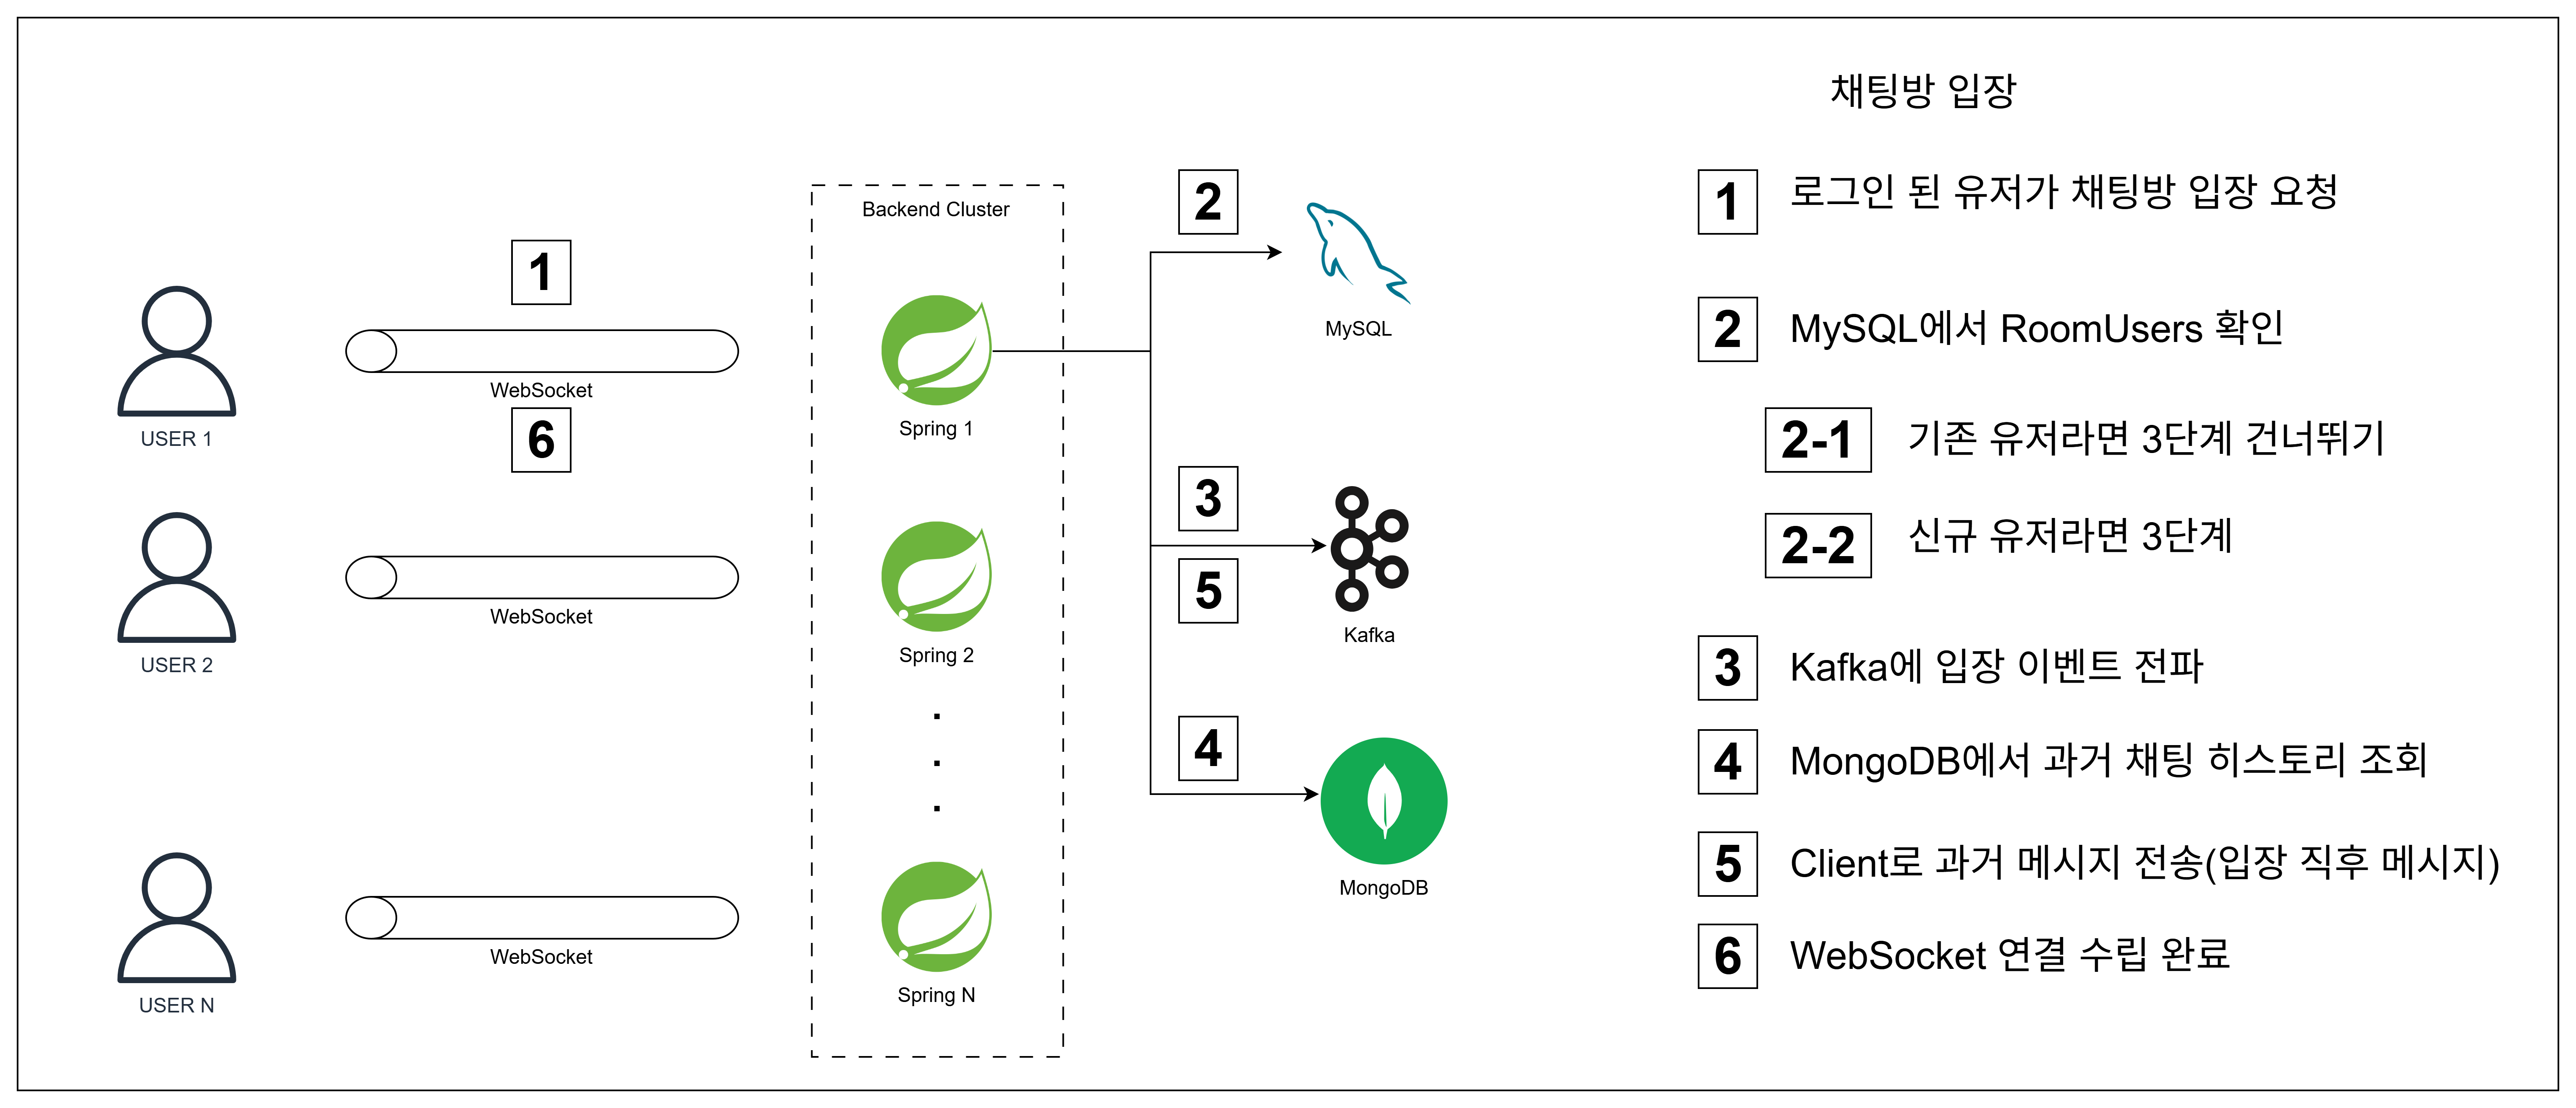 채팅방 입장
1
로그인 된 유저가 채팅방 입장 요청
2
MySQL에서 RoomUsers 확인
2-1
기존 유저라면 3단계 건너뛰기
2-2
신규 유저라면 3단계
3
Kafka에 입장 이벤트 전파
4
MongoDB에서 과거 채팅 히스토리 조회
5
Client로 과거 메시지 전송(입장 직후 메시지)
6
WebSocket 연결 수립 완료
Backend Cluster
1
WebSocket
6
USER 1
Spring 1
WebSocket
USER 2
Spring 2
.
.
.
WebSocket
USER N
Spring N
2
MySQL
3
5
Kafka
4
MongoDB